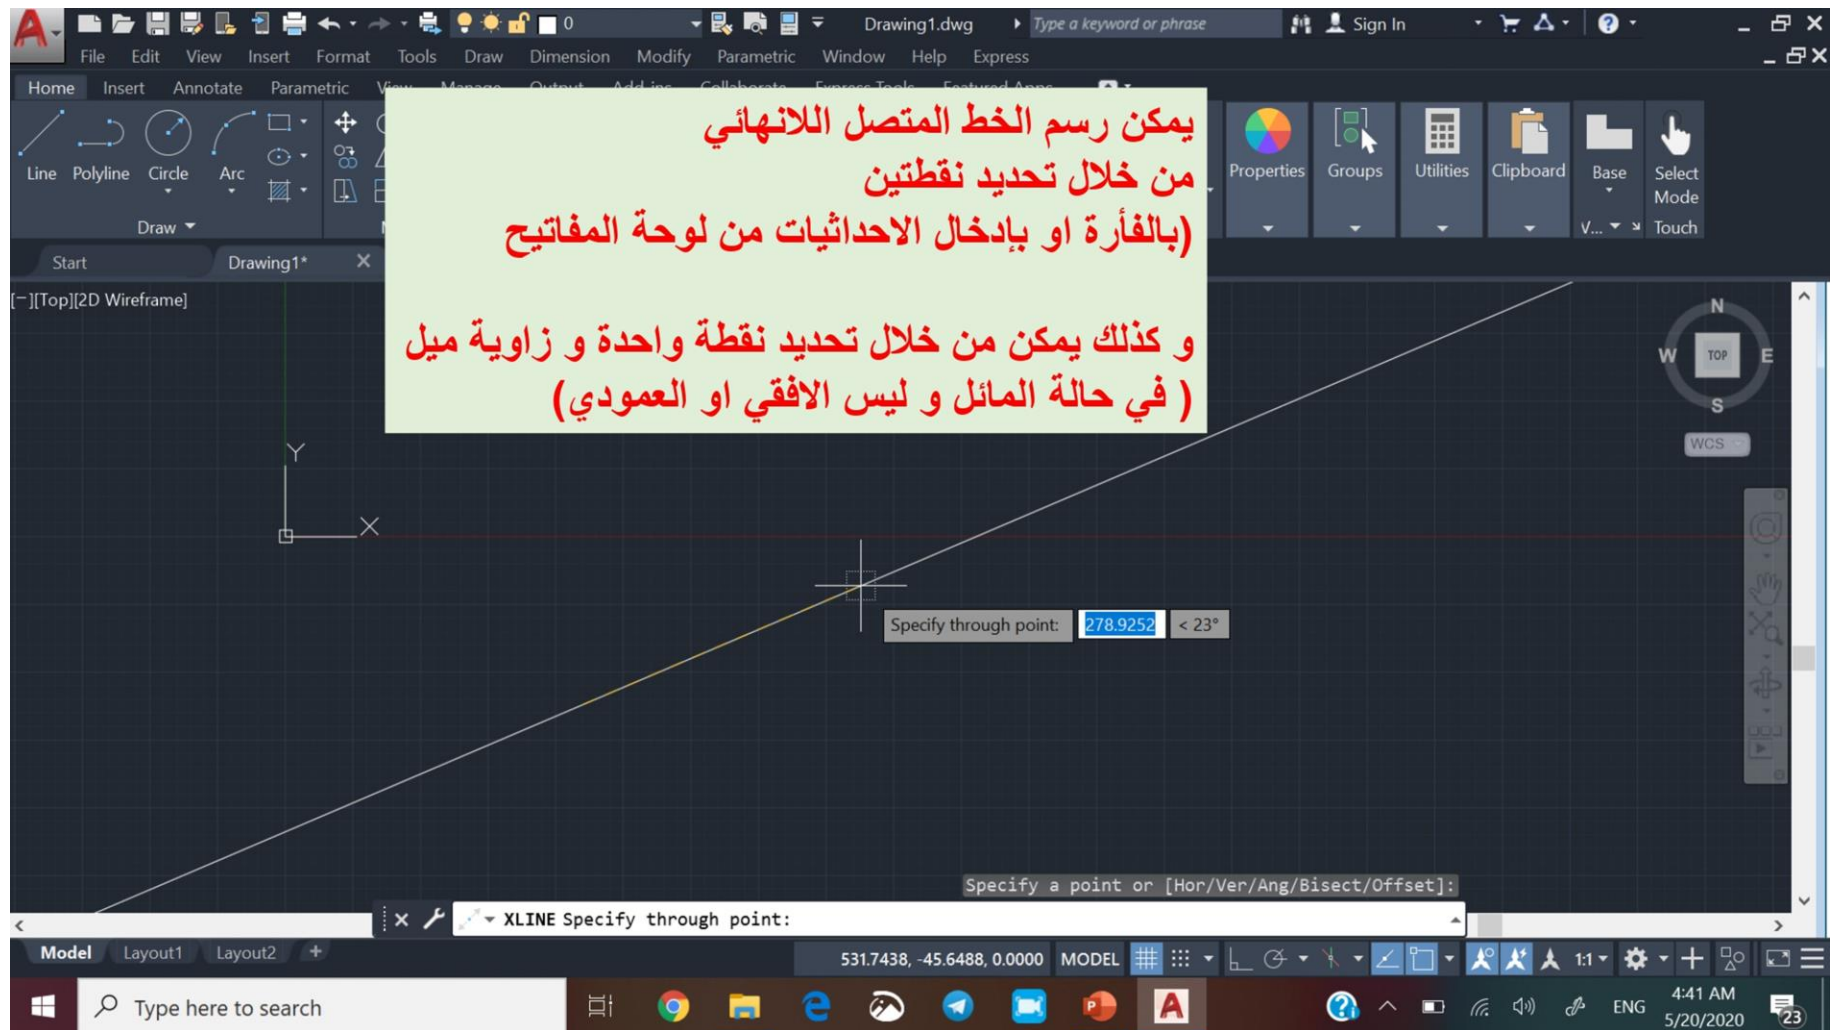 0
Drawing1.dwg
Type a keyword or phrase
Sign In
File Edit View Insert Format Tools Draw Dimension Modify Parametric Window Help Express
Home Insert Annotate Parametric
يمكن رسم الخط المتصل اللانهائي
من خلال تحديد نقطتين
(بالفأرة او بإدخال الاحداثيات من لوحة المفاتيح
و كذلك يمكن من خلال تحديد نقطة واحدة و زاوية ميل
( في حالة المائل و ليس الافقي او العمودي)
Line Polyline Circle Arc
Properties Groups Utilities Clipboard Base Select Mode
Draw
V... Touch
Start Drawing1*
[−][Top][2D Wireframe]
N
W TOP E
S
WCS
Y
X
Specify through point: 278.9252 < 23°
Specify a point or [Hor/Ver/Ang/Bisect/Offset]:
XLINE Specify through point:
Model Layout1 Layout2 +
531.7438, -45.6488, 0.0000 MODEL 1:1
Type here to search
ENG
4:41 AM
5/20/2020
23